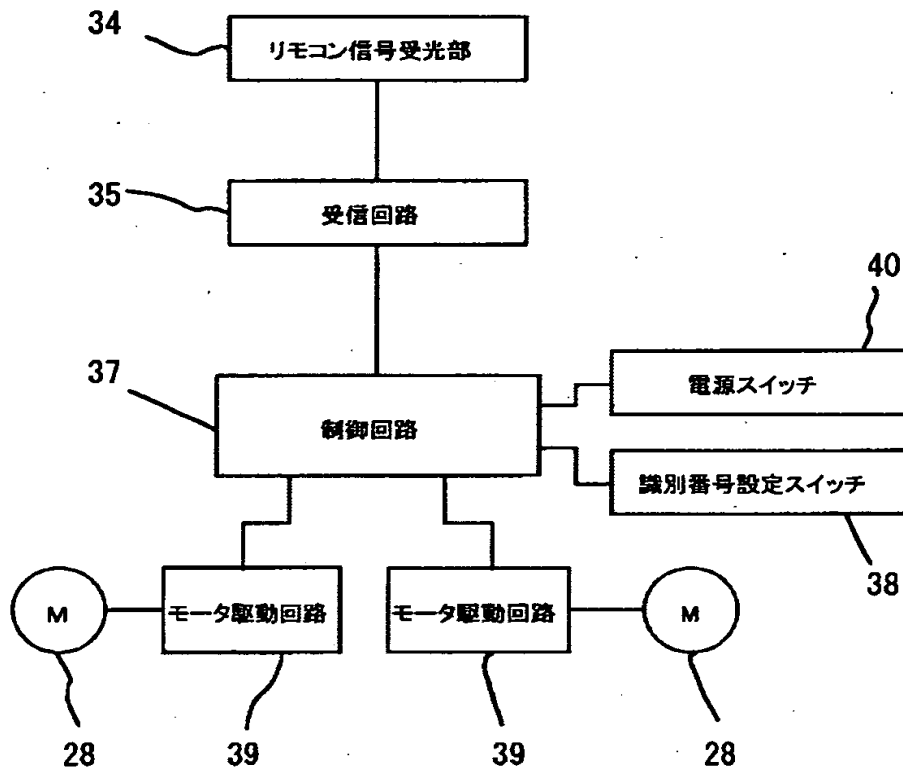 34
リモコン信号受光部
35
受信回路
40
37
電源スイッチ
制御回路
識別番号設定スイッチ
38
M
モータ駆動回路
モータ駆動回路
M
28
39
39
28